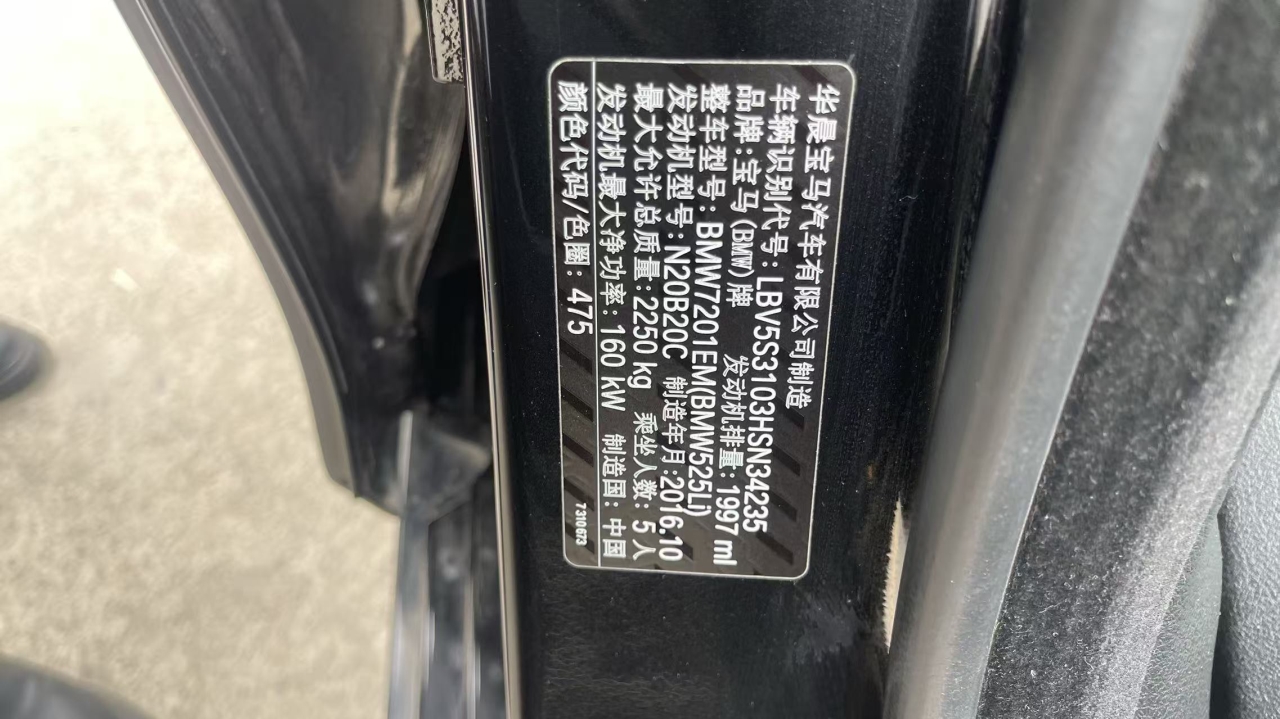 华晨宝马汽车有限公司制造
车辆识别代号:LBV5S3103HSN34235
品牌:宝马(BMW)牌 发动机排量:1997 ml
整车型号:BMW7201EM(BMW525Li)
发动机型号:N20B20C 制造年月:2016.10
最大允许总质量:2250 kg 乘坐人数:5人
发动机最大净功率:160 kW 制造国:中国
颜色代码/色圈:475 7310673